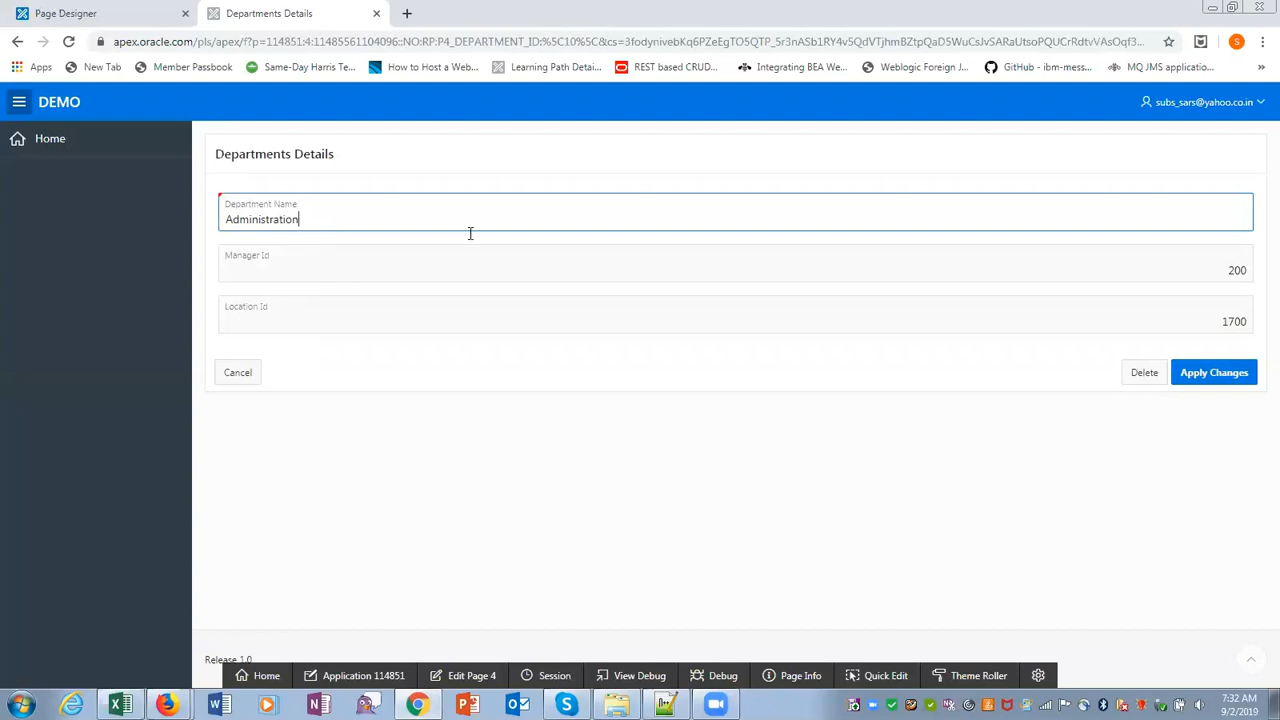 Page Designer
Departments Details
apex.oracle.com/pls/apex/f?p=114851:4:11485561104096::NO:RP:P4_DEPARTMENT_ID:%5C10%5C&cs=3fodynivebKq6PZeEgTD5QTP_5r3nSSb1RY4v5QdVTjhmBZtpQaD5WuCsJvSARaUtsoPQUCrRdtvVAsOqf3...
Apps
New Tab
Member Passbook
Same-Day Harris Te...
How to Host a Web...
Learning Path Detai...
REST based CRUD...
Integrating BEA We...
Weblogic Foreign J...
GitHub - ibm-mess...
MQ JMS applicatio...
DEMO
subs_sars@yahoo.co.in
Home
Departments Details
Department Name
Administration
Manager Id
200
Location Id
1700
Cancel
Delete
Apply Changes
Release 1.0
Home
Application 114851
Edit Page 4
Session
View Debug
Debug
Page Info
Quick Edit
Theme Roller
7:32 AM
9/2/2019